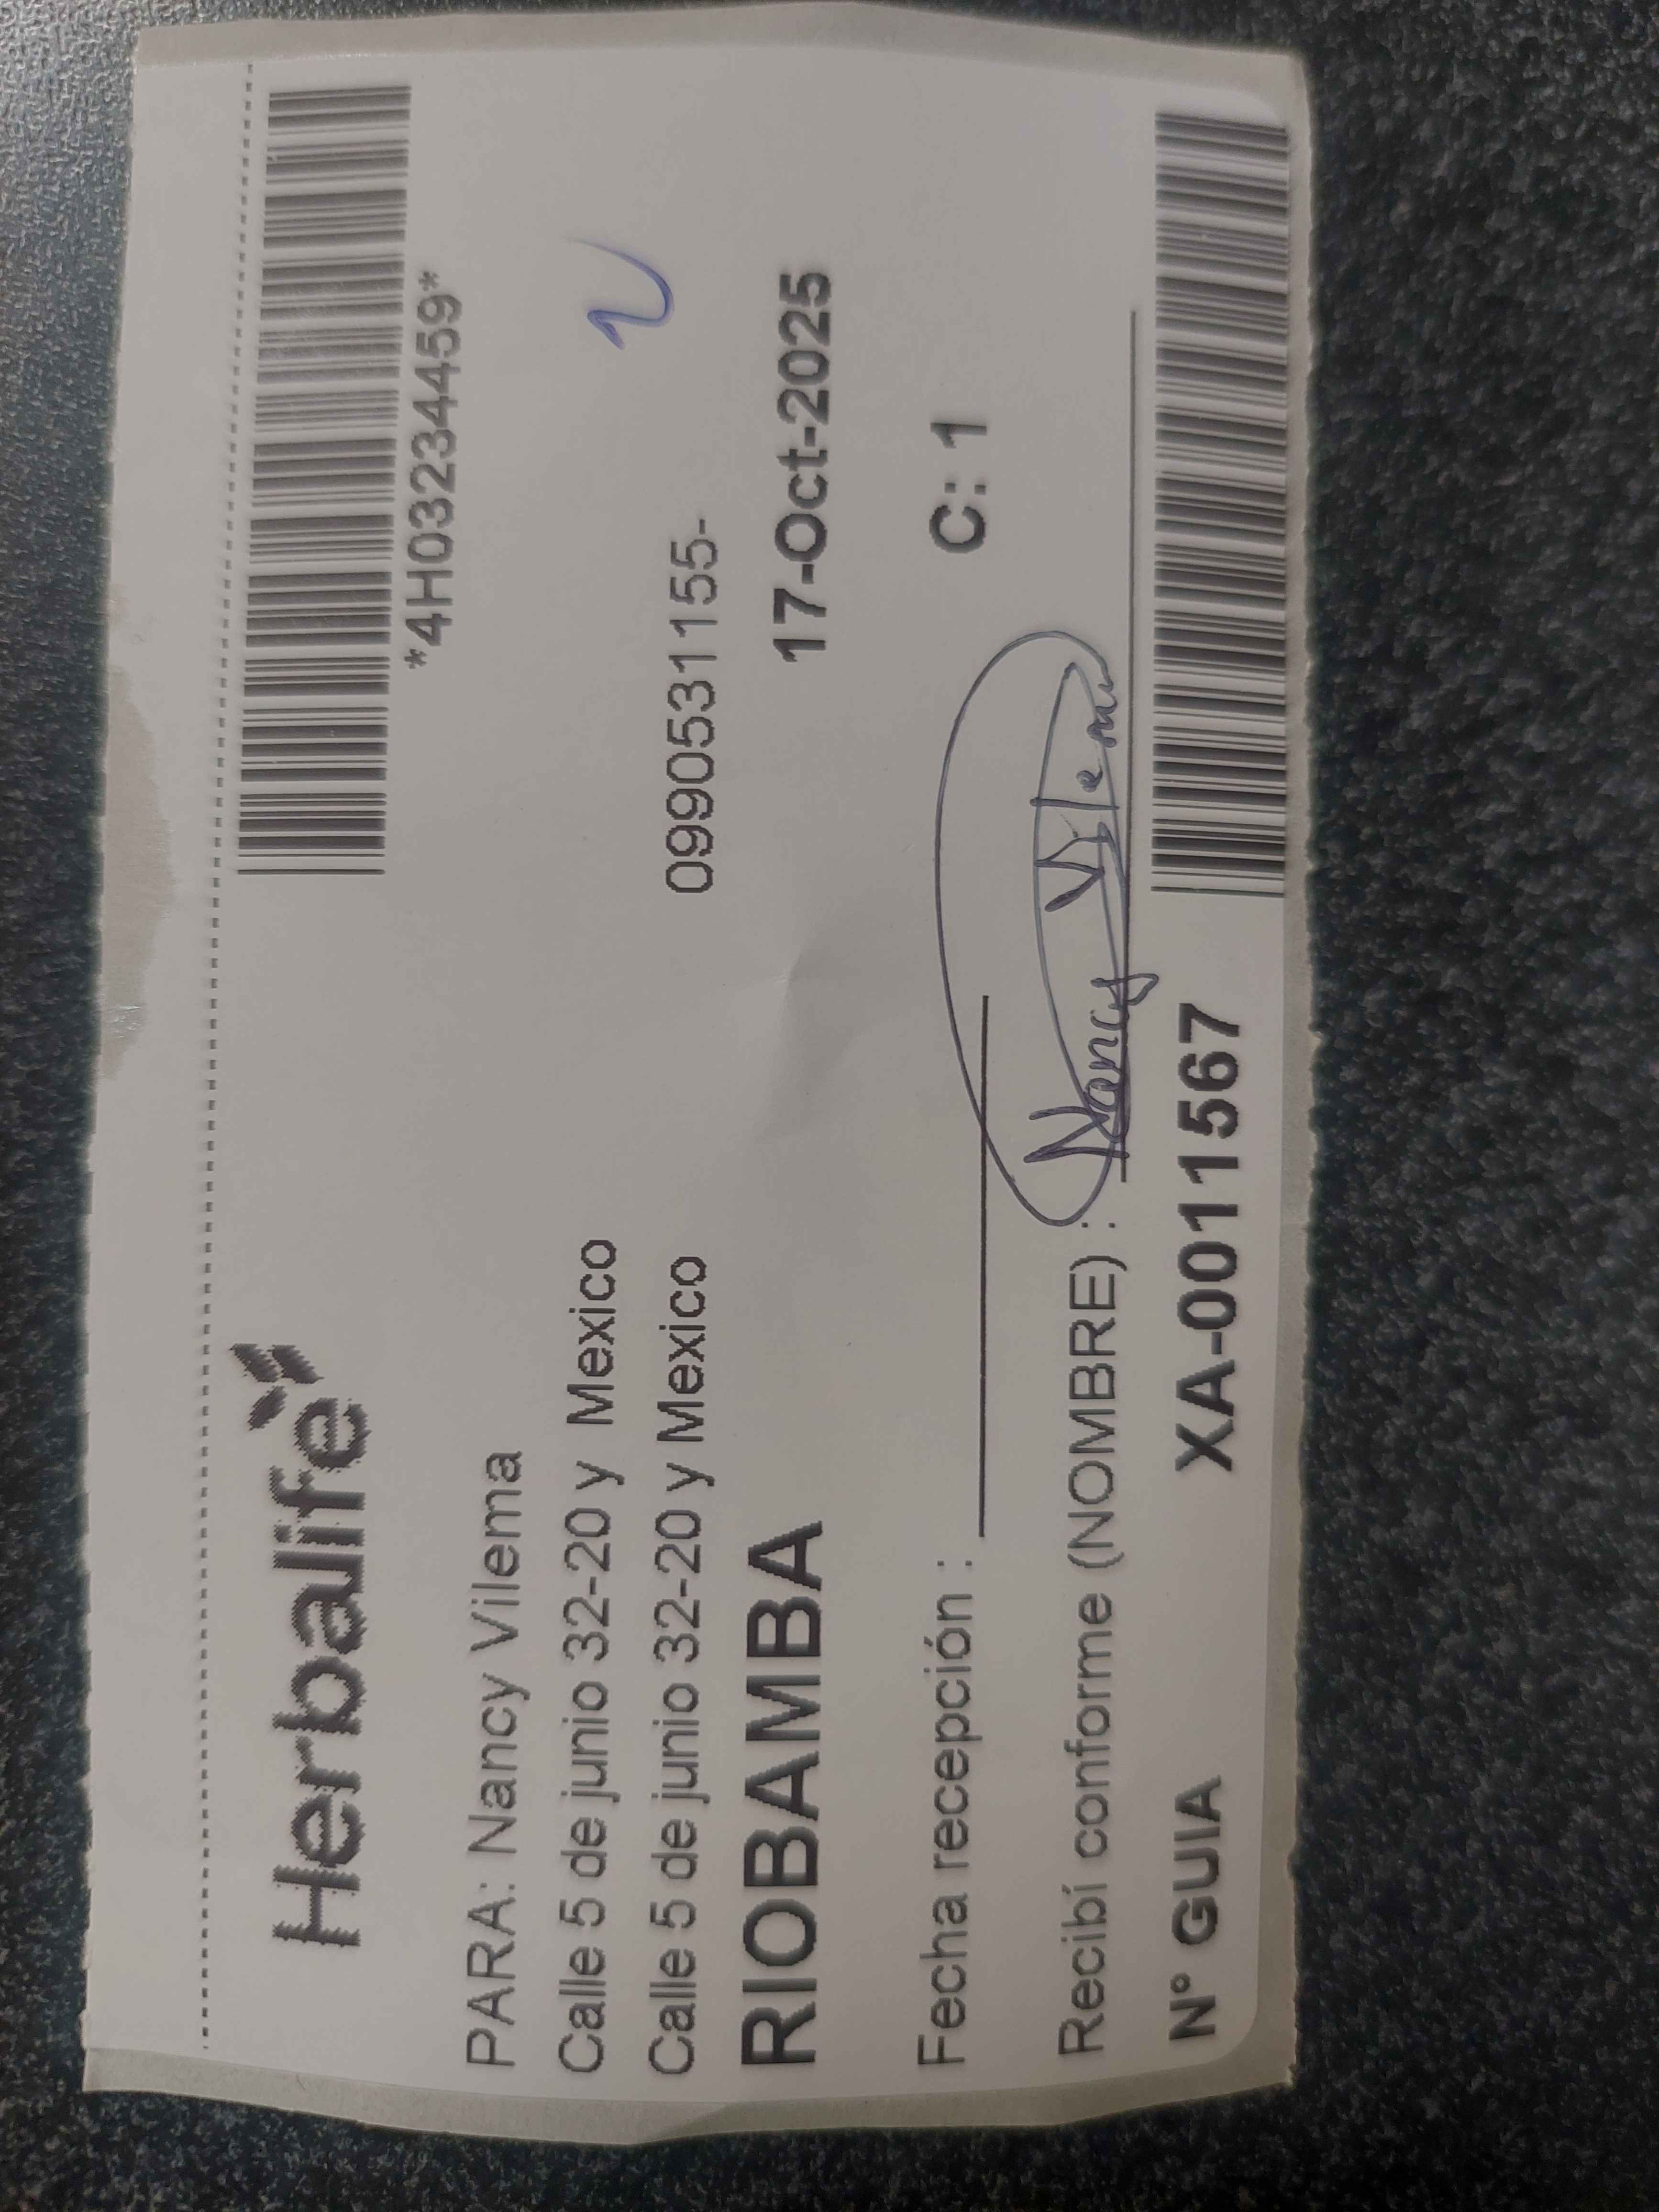 Herbalife
*4H03234459*
PARA: Nancy Vilema
Calle 5 de junio 32-20 y Mexico
Calle 5 de junio 32-20 y Mexico 0990531155-
RIOBAMBA 17-Oct-2025
Fecha recepción : C: 1
Recibí conforme (NOMBRE) : Nancy Vilema
N° GUIA XA-0011567